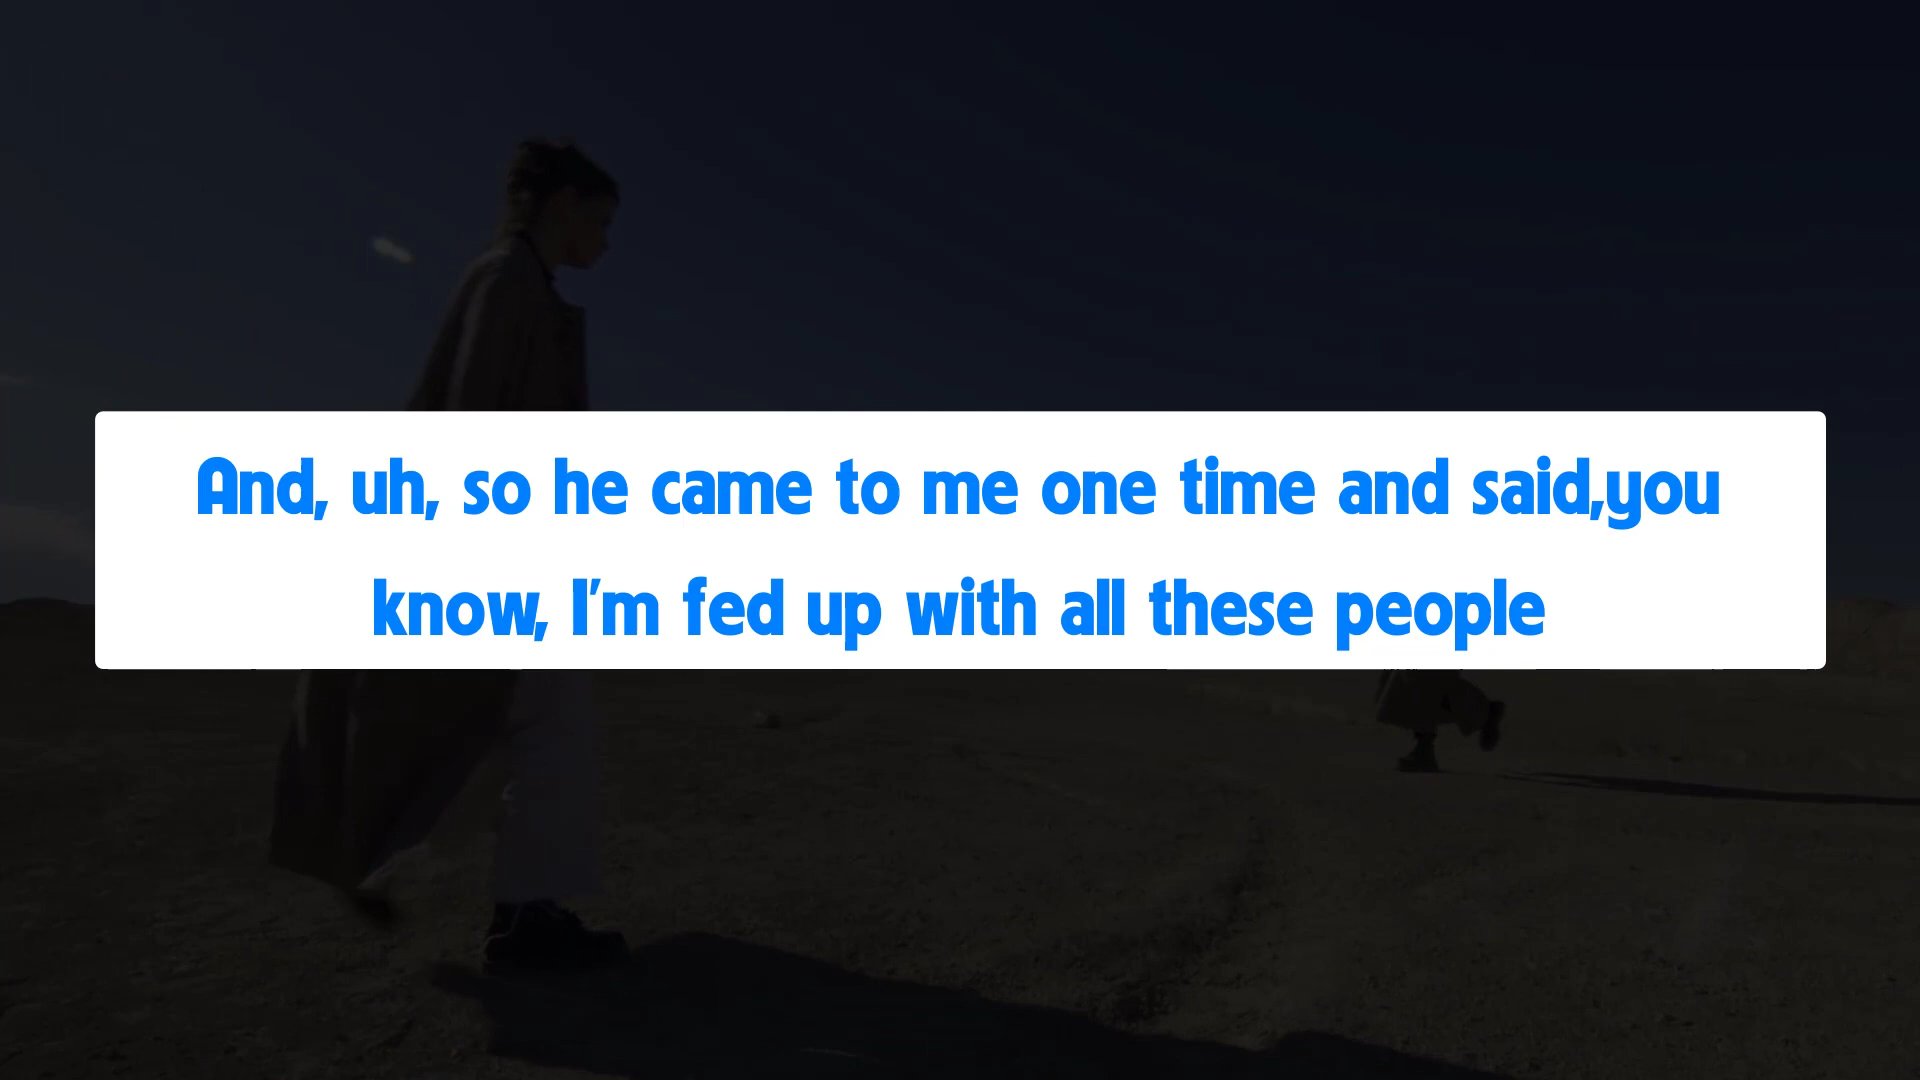 And, uh, so he came to me one time and said,you
know, I'm fed up with all these people